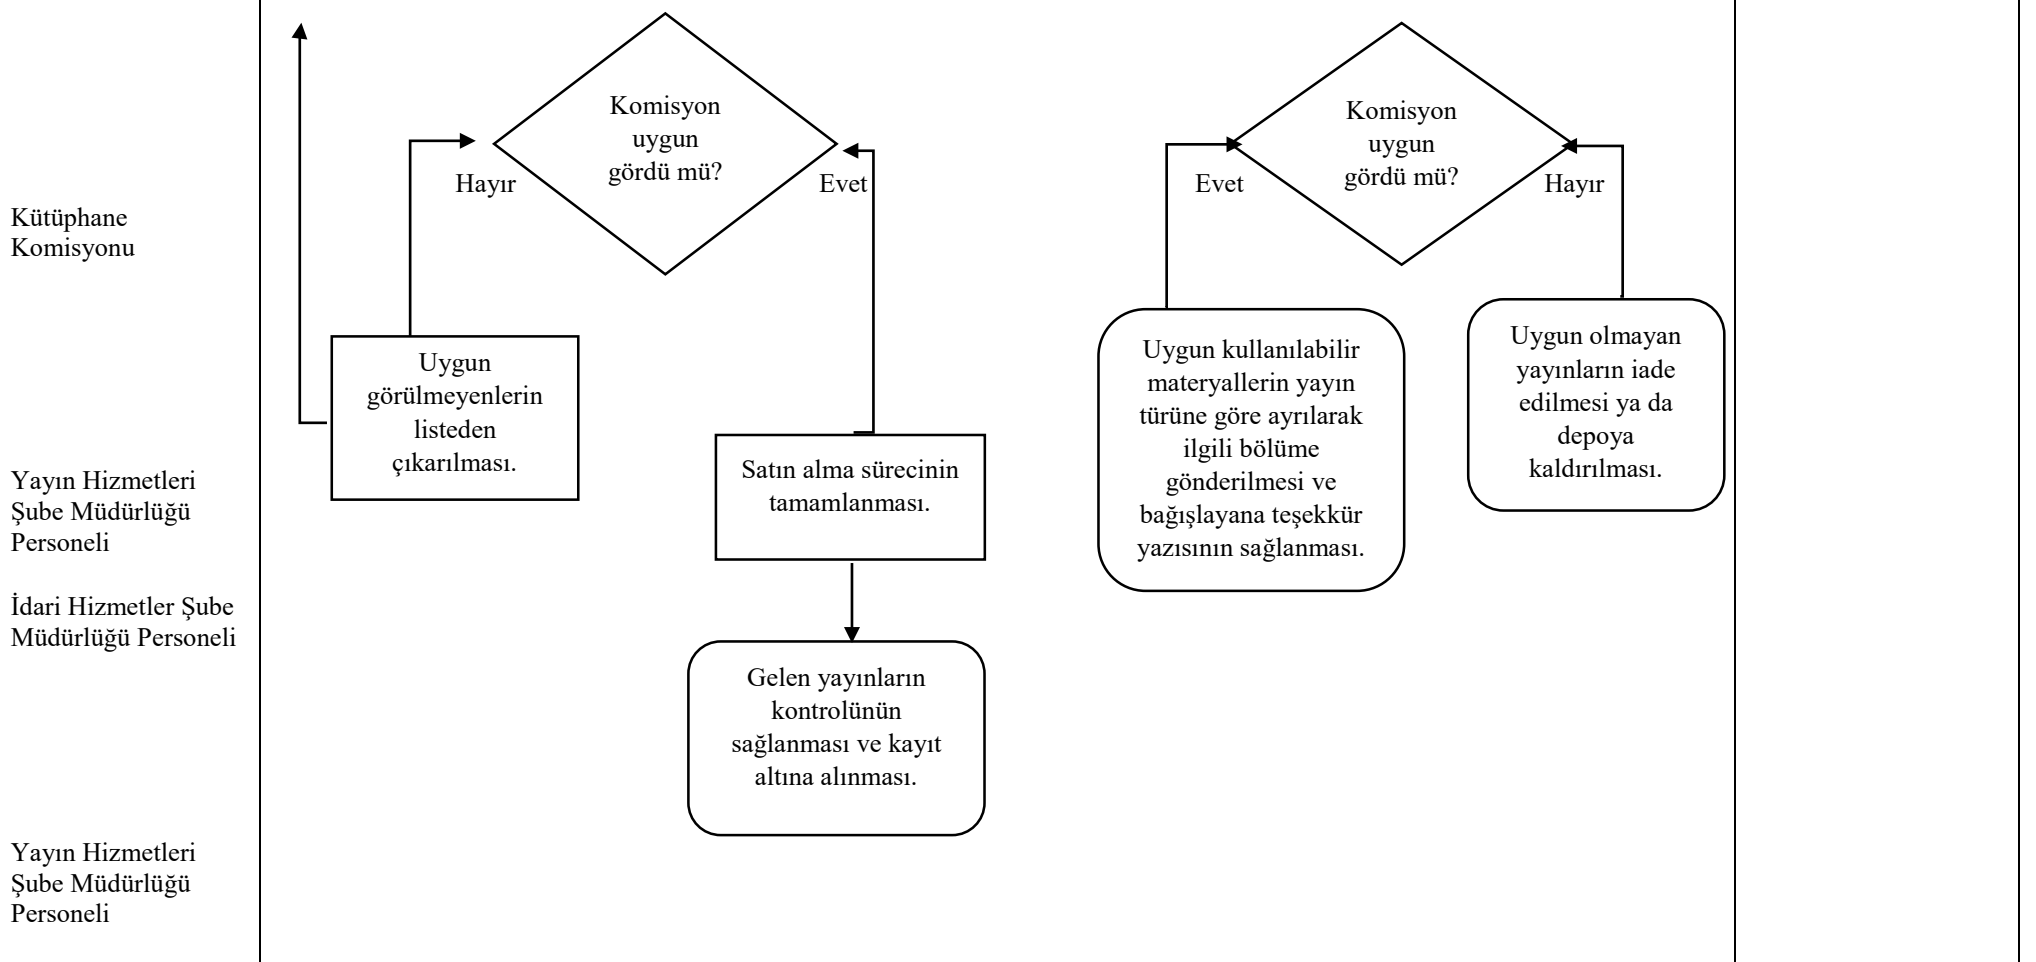 Kütüphane
Komisyonu
Yayın Hizmetleri
Şube Müdürlüğü
Personeli
İdari Hizmetler Şube
Müdürlüğü Personeli
Yayın Hizmetleri
Şube Müdürlüğü
Personeli
Komisyon
uygun
gördü mü?
Hayır
Evet
Uygun
görülmeyenlerin
listeden
çıkarılması.
Satın alma sürecinin
tamamlanması.
Gelen yayınların
kontrolünün
sağlanması ve kayıt
altına alınması.
Komisyon
uygun
gördü mü?
Evet
Hayır
Uygun kullanılabilir
materyallerin yayın
türüne göre ayrılarak
ilgili bölüme
gönderilmesi ve
bağışlayana teşekkür
yazısının sağlanması.
Uygun olmayan
yayınların iade
edilmesi ya da
depoya
kaldırılması.